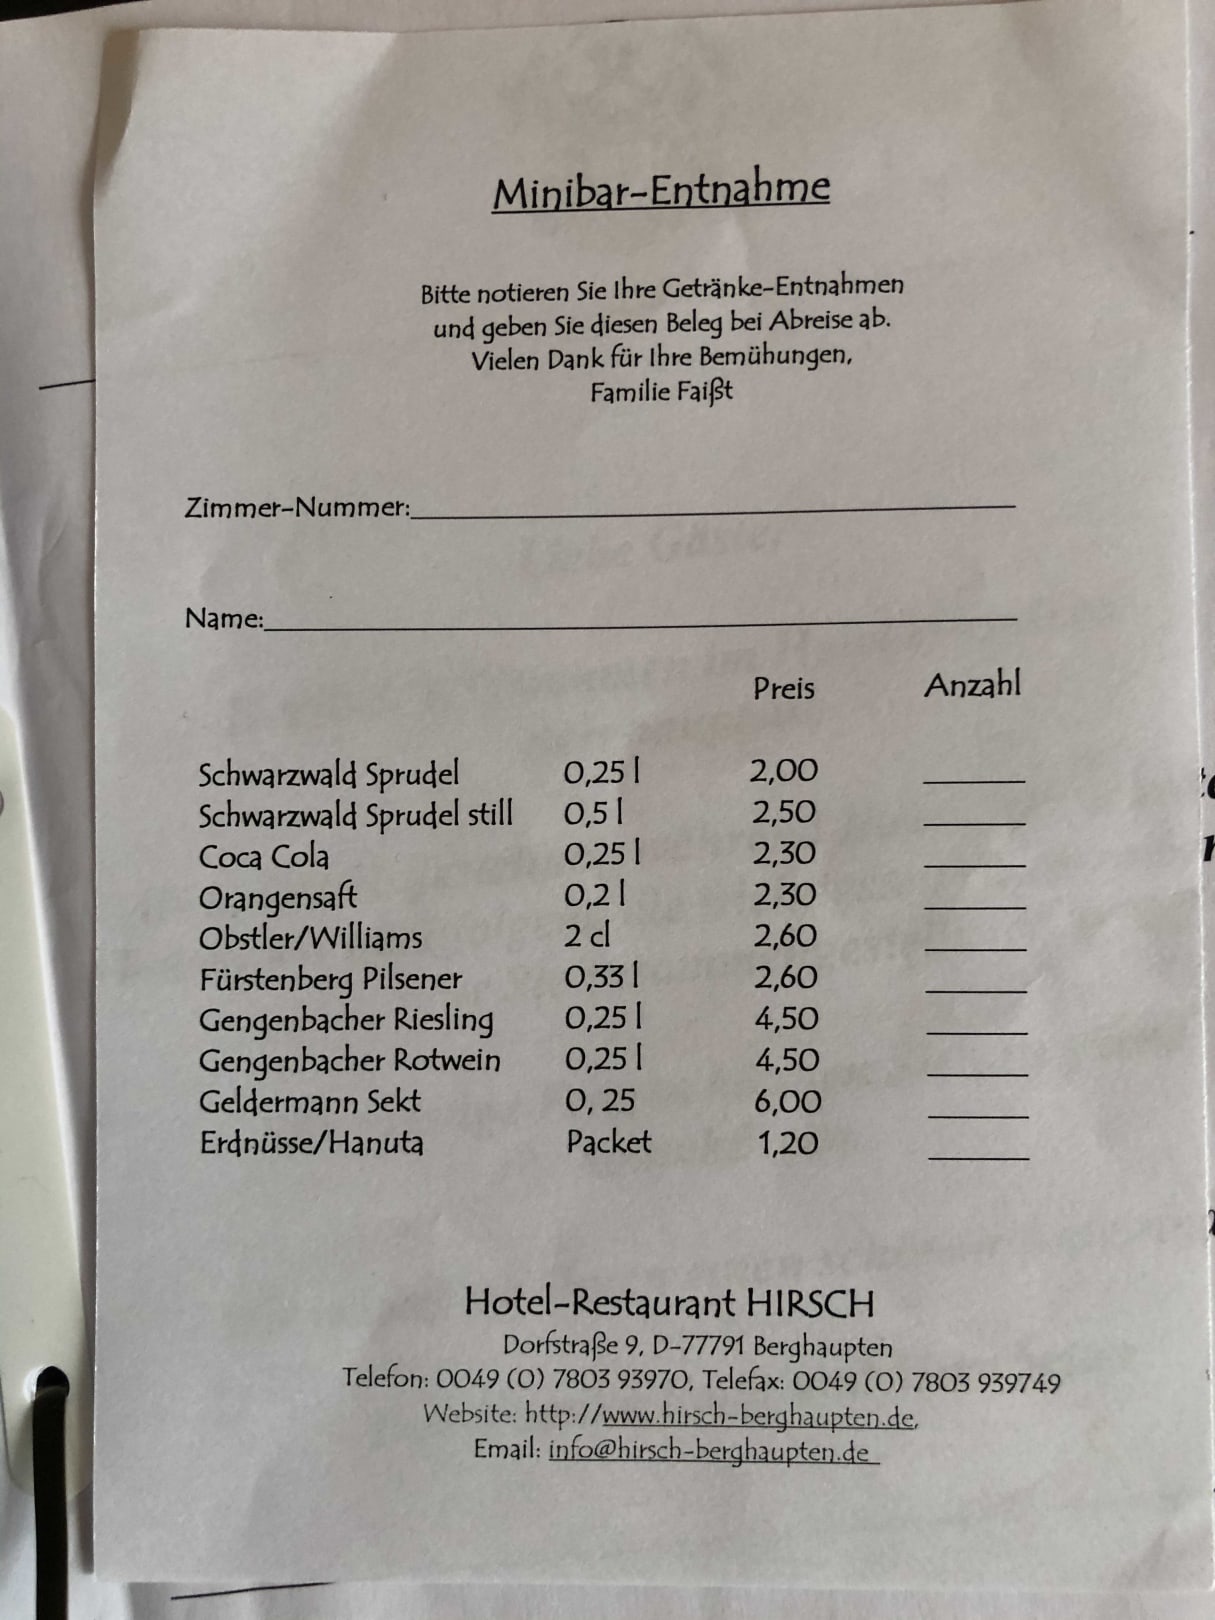 Minibar-Entnahme
Bitte notieren Sie Ihre Getränke-Entnahmen
und geben Sie diesen Beleg bei Abreise ab.
Vielen Dank für Ihre Bemühungen,
Familie Faißt
Zimmer-Nummer:
Name:
Preis Anzahl
Schwarzwald Sprudel 0,25 l 2,00
Schwarzwald Sprudel still 0,5 l 2,50
Coca Cola 0,25 l 2,30
Orangensaft 0,2 l 2,30
Obstler/Williams 2 cl 2,60
Fürstenberg Pilsener 0,33 l 2,60
Gengenbacher Riesling 0,25 l 4,50
Gengenbacher Rotwein 0,25 l 4,50
Geldermann Sekt 0, 25 6,00
Erdnüsse/Hanuta Packet 1,20
Hotel-Restaurant HIRSCH
Dorfstraße 9, D-77791 Berghaupten
Telefon: 0049 (0) 7803 93970, Telefax: 0049 (0) 7803 939749
Website: http://www.hirsch-berghaupten.de,
Email: info@hirsch-berghaupten.de